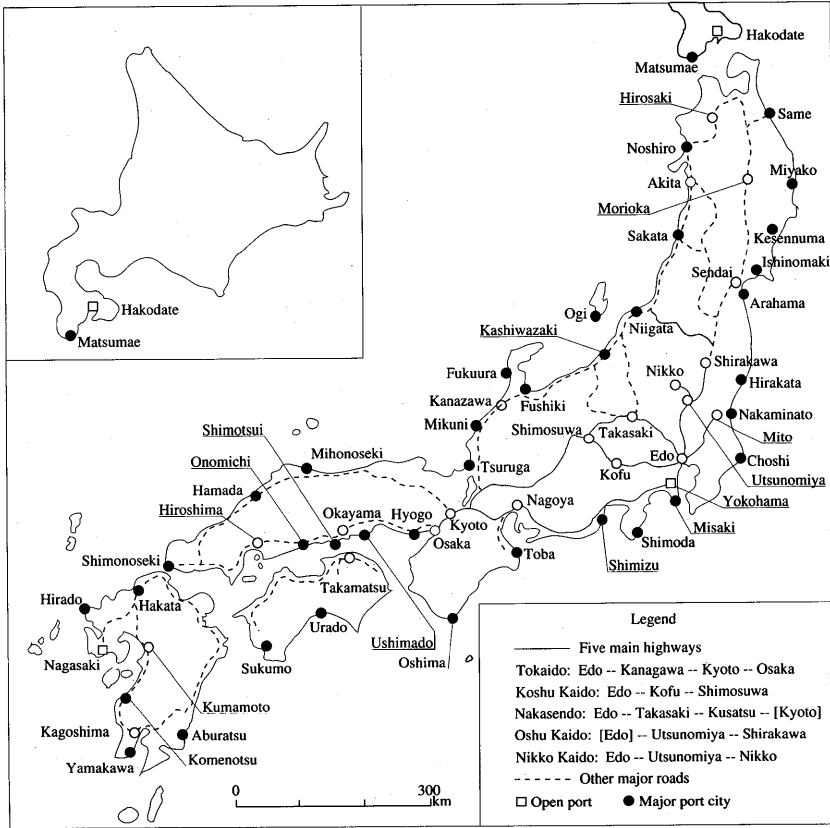 Hakodate
Matsumae
Hirosaki
Same
Noshiro
Akita
Miyako
Morioka
Sakata
Kesennuma
Ishinomaki
Sendai
Arahama
Ogi
Niigata
Kashiwazaki
Hakodate
Matsumae
Fukuura
Nikko
Shirakawa
Hirakata
Kanazawa
Fushiki
Mikuni
Shimosuwa
Takasaki
Nakaminato
Mito
Shimotsui
Mihonoseki
Tsuruga
Kofu
Edo
Choshi
Onomichi
Utsunomiya
Hamada
Yokohama
Hiroshima
Okayama
Hyogo
Nagoya
Kyoto
Osaka
Misaki
Shimoda
Toba
Shimizu
Shimonoseki
Takamatsu
Hirado
Hakata
Urado
Ushimado
Oshima
Sukumo
Nagasaki
Kumamoto
Kagoshima
Aburatsu
Komenotsu
Yamakawa
0 300
km
Legend
Five main highways
Tokaido: Edo -- Kanagawa -- Kyoto -- Osaka
Koshu Kaido: Edo -- Kofu -- Shimosuwa
Nakasendo: Edo -- Takasaki -- Kusatsu -- [Kyoto]
Oshu Kaido: [Edo] -- Utsunomiya -- Shirakawa
Nikko Kaido: Edo -- Utsunomiya -- Nikko
Other major roads
Open port Major port city